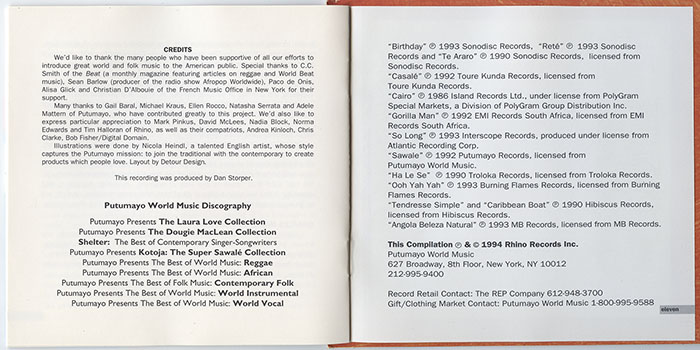 CREDITS
We'd like to thank the many people who have been supportive of all our efforts to
introduce great world and folk music to the American public. Special thanks to C.C.
Smith of the Beat (a monthly magazine featuring articles on reggae and World Beat
music), Sean Barlow (producer of the radio show Afropop Worldwide), Paco de Onis,
Alisa Glick and Christian D'Albouie of the French Music Office in New York for their
support.
Many thanks to Gail Baral, Michael Kraus, Ellen Rocco, Natasha Serrata and Adele
Mattern of Putumayo, who have contributed greatly to this project. We'd also like to
express particular appreciation to Mark Pinkus, David McLees, Nadia Block, Norma
Edwards and Tim Halloran of Rhino, as well as their compatriots, Andrea Kinloch, Chris
Clarke, Bob Fisher/Digital Domain.
Illustrations were done by Nicola Heindl, a talented English artist, whose style
captures the Putumayo mission: to join the traditional with the contemporary to create
products which people love. Layout by Detour Design.
This recording was produced by Dan Storper.
Putumayo World Music Discography
Putumayo Presents The Laura Love Collection
Putumayo Presents The Dougie MacLean Collection
Shelter: The Best of Contemporary Singer-Songwriters
Putumayo Presents Kotoja: The Super Sawalé Collection
Putumayo Presents The Best of World Music: Reggae
Putumayo Presents The Best of World Music: African
Putumayo Presents The Best of Folk Music: Contemporary Folk
Putumayo Presents The Best of World Music: World Instrumental
Putumayo Presents The Best of World Music: World Vocal
"Birthday" ℗ 1993 Sonodisc Records, "Reté" ℗ 1993 Sonodisc
Records and "Te Araro" ℗ 1990 Sonodisc Records, licensed from
Sonodisc Records.
"Casalé" ℗ 1992 Toure Kunda Records, licensed from
Toure Kunda Records.
"Cairo" ℗ 1986 Island Records Ltd., under license from PolyGram
Special Markets, a Division of PolyGram Group Distribution Inc.
"Gorilla Man" ℗ 1992 EMI Records South Africa, licensed from EMI
Records South Africa.
"So Long" ℗ 1993 Interscope Records, produced under license from
Atlantic Recording Corp.
"Sawale" ℗ 1992 Putumayo Records, licensed from
Putumayo World Music.
"Ha Le Se" ℗ 1990 Troloka Records, licensed from Troloka Records.
"Ooh Yah Yah" ℗ 1993 Burning Flames Records, licensed from Burning
Flames Records.
"Tendresse Simple" and "Caribbean Boat" ℗ 1990 Hibiscus Records,
licensed from Hibiscus Records.
"Angola Beleza Natural" ℗ 1993 MB Records, licensed from MB Records.
This Compilation ℗ & © 1994 Rhino Records Inc.
Putumayo World Music
627 Broadway, 8th Floor, New York, NY 10012
212-995-9400
Record Retail Contact: The REP Company 612-948-3700
Gift/Clothing Market Contact: Putumayo World Music 1-800-995-9588
eleven